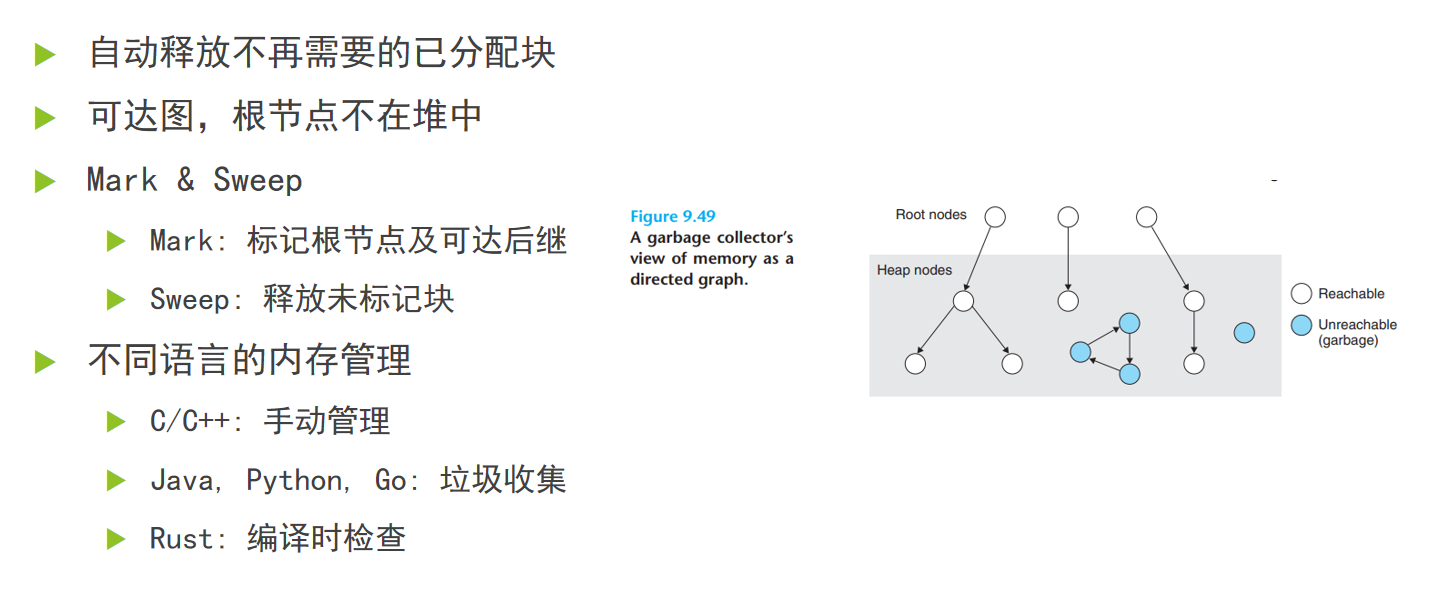 自动释放不再需要的已分配块
可达图，根节点不在堆中
Mark & Sweep
Mark: 标记根节点及可达后继
Sweep: 释放未标记块
不同语言的内存管理
C/C++: 手动管理
Java, Python, Go: 垃圾收集
Rust: 编译时检查
Figure 9.49
A garbage collector's
view of memory as a
directed graph.
Root nodes
Heap nodes
Reachable
Unreachable
(garbage)